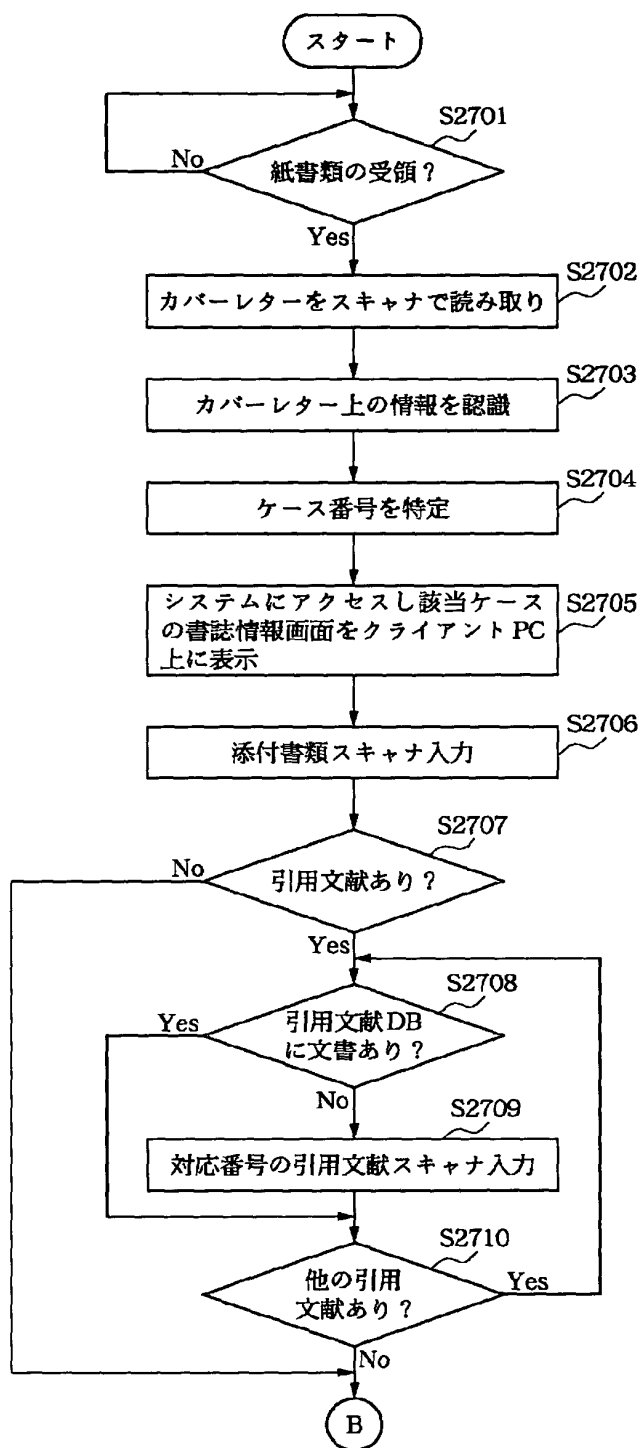 スタート
S2701
No
紙書類の受領？
Yes
S2702
カバーレターをスキャナで読み取り
S2703
カバーレター上の情報を認識
S2704
ケース番号を特定
S2705
システムにアクセスし該当ケース
の書誌情報画面をクライアントPC
上に表示
S2706
添付書類スキャナ入力
S2707
No
引用文献あり？
Yes
S2708
Yes
引用文献DB
に文書あり？
No
S2709
対応番号の引用文献スキャナ入力
S2710
他の引用
文献あり？
Yes
No
B